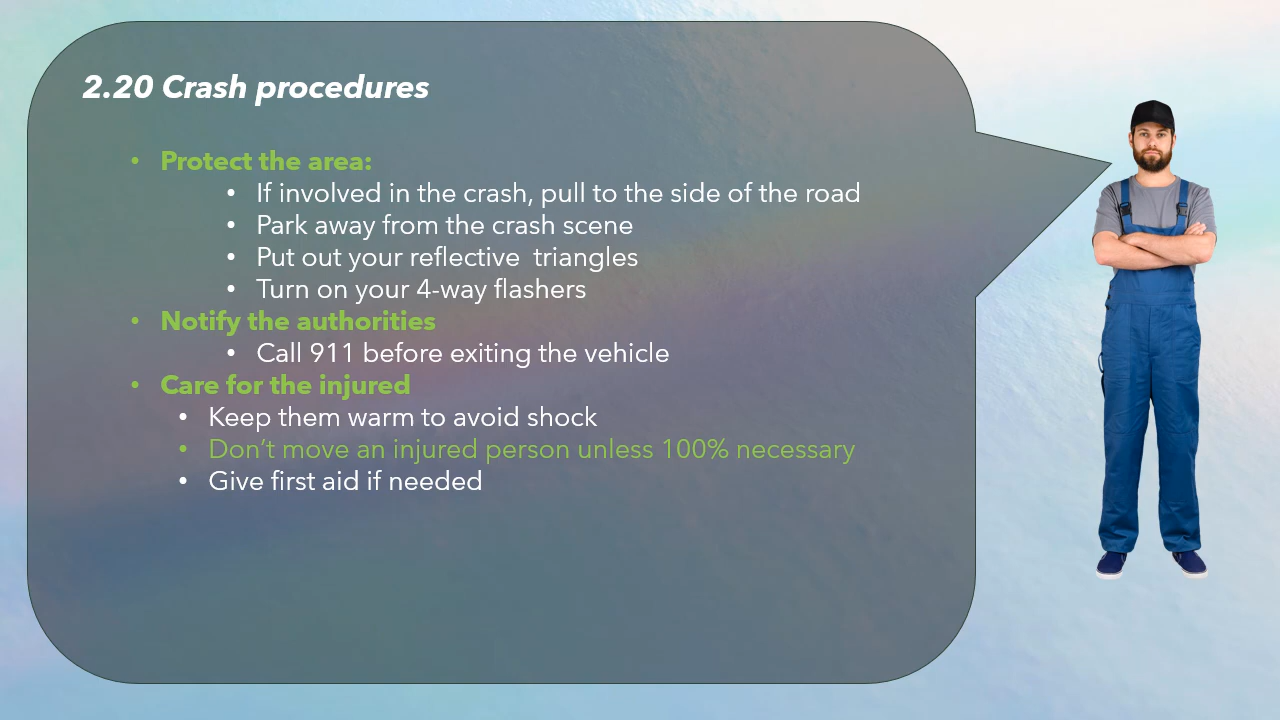 2.20 Crash procedures
• Protect the area:
• If involved in the crash, pull to the side of the road
• Park away from the crash scene
• Put out your reflective  triangles
• Turn on your 4-way flashers
• Notify the authorities
• Call 911 before exiting the vehicle
• Care for the injured
• Keep them warm to avoid shock
• Don’t move an injured person unless 100% necessary
• Give first aid if needed